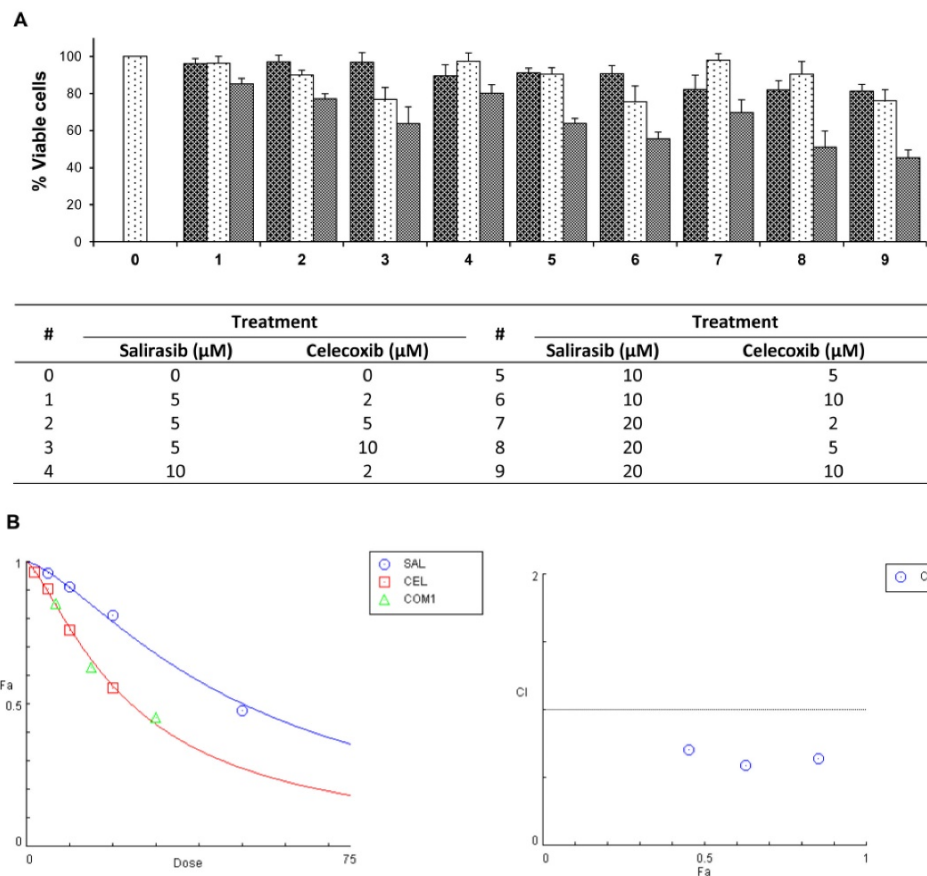 A
% Viable cells
100
80
60
40
20
0
0 1 2 3 4 5 6 7 8 9
# Treatment # Treatment
Salirasib (µM) Celecoxib (µM) Salirasib (µM) Celecoxib (µM)
0 0 0 5 10 5
1 5 2 6 10 10
2 5 5 7 20 2
3 5 10 8 20 5
4 10 2 9 20 10
B
1
Fa
0.5
0
0 Dose 75
SAL
CEL
COM1
2
CI
0
0 0.5 1
Fa
C